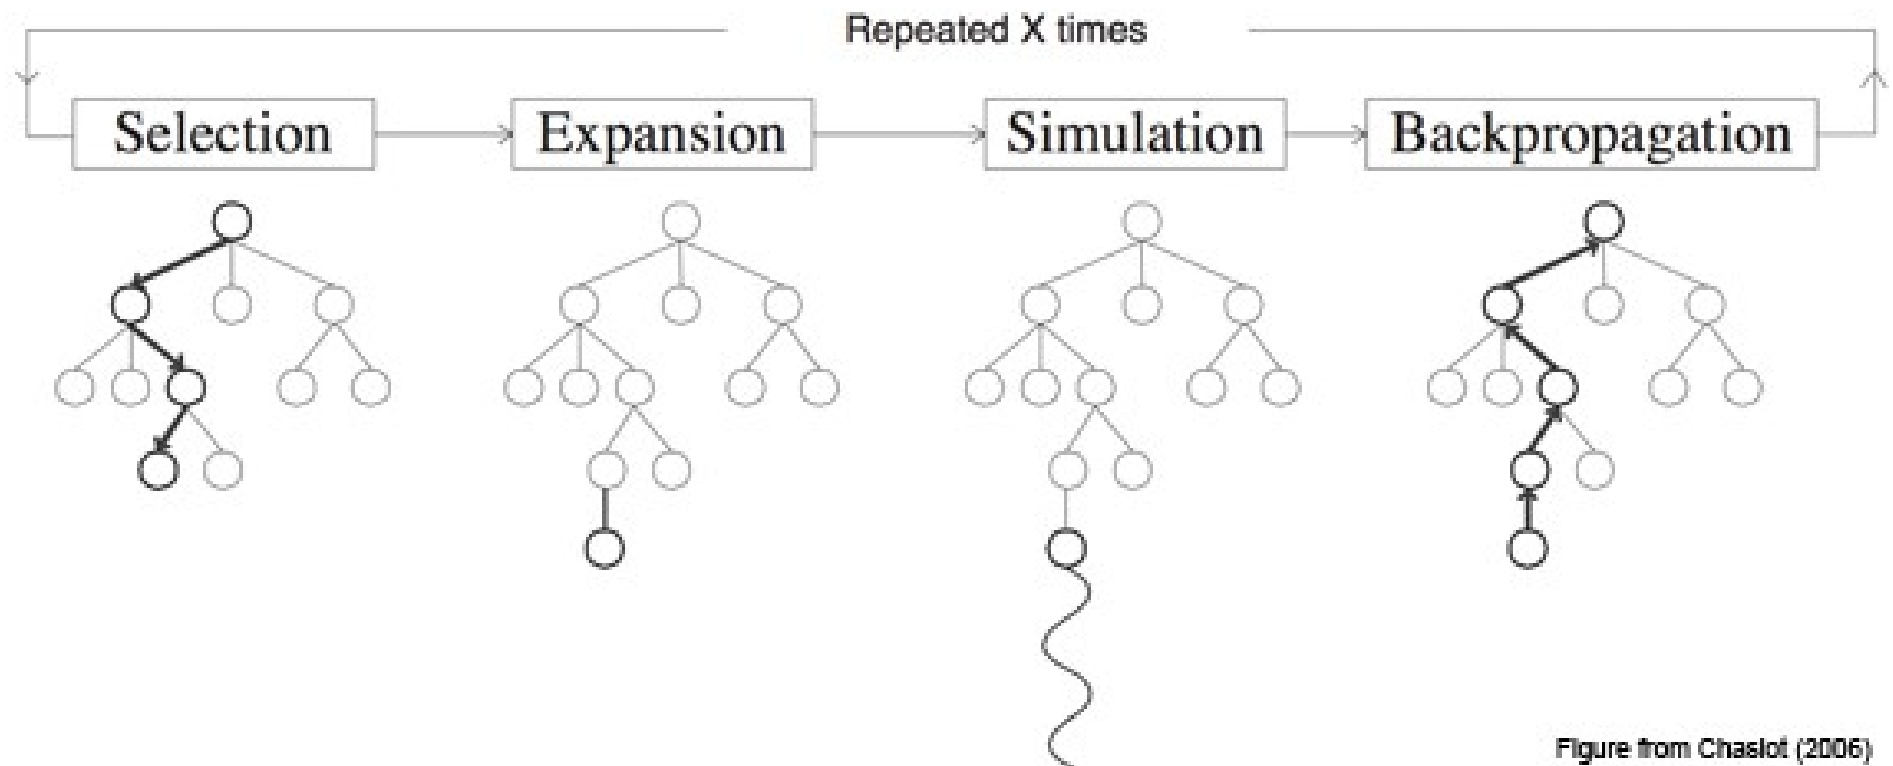 Repeated X times
Selection
Expansion
Simulation
Backpropagation
Figure from Chaslot (2006)